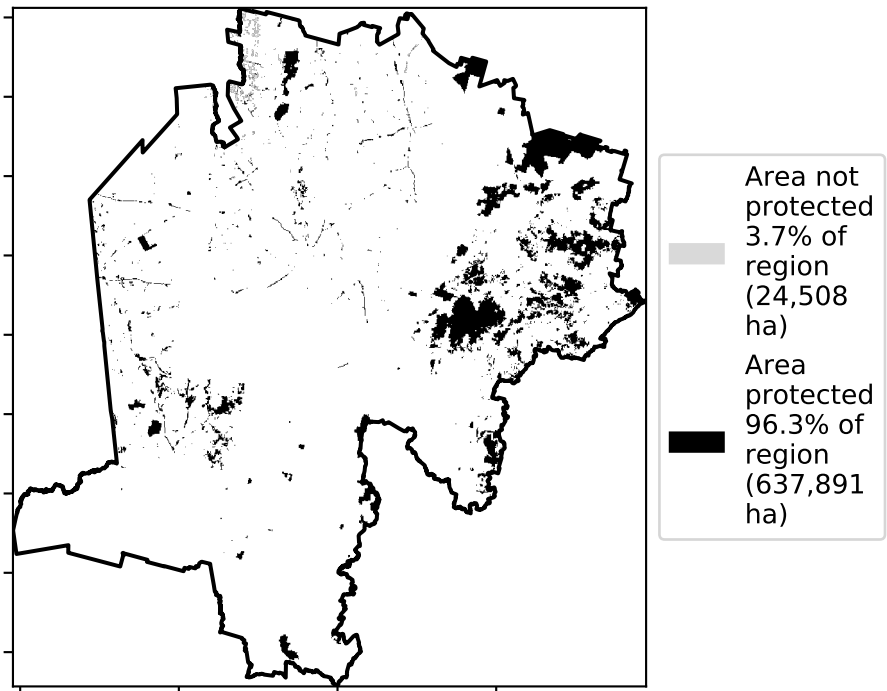 Area not
protected
3.7% of
region
(24,508
ha)
Area
protected
96.3% of
region
(637,891
ha)